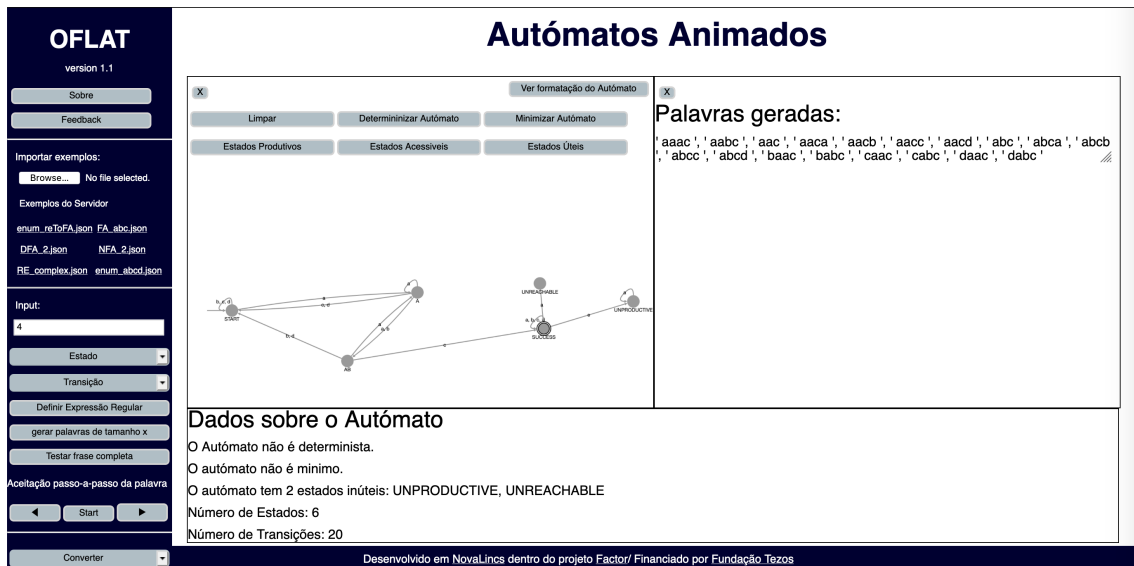 OFLAT
version 1.1
Sobre
Feedback
Importar exemplos:
Browse... No file selected.
Exemplos do Servidor
enum_reToFA.json FA_abc.json
DFA_2.json NFA_2.json
RE_complex.json enum_abcd.json
Input:
4
Estado
Transição
Definir Expressão Regular
gerar palavras de tamanho x
Testar frase completa
Aceitação passo-a-passo da palavra
Start
Converter
Autómatos Animados
X
Ver formatação do Autómato
Limpar Determininizar Autómato Minimizar Autómato
Estados Produtivos Estados Acessiveis Estados Úteis
b, c, d
START
a
c, d
a
A
a
a, b
b, d
AB
c
UNREACHABLE
a
SUCCESS
e
UNPRODUCTIVE
X
Palavras geradas:
' aaac ', ' aabc ', ' aac ', ' aaca ', ' aacb ', ' aacc ', ' aacd ', ' abc ', ' abca ', ' abcb
', ' abcc ', ' abcd ', ' baac ', ' babc ', ' caac ', ' cabc ', ' daac ', ' dabc '
Dados sobre o Autómato
O Autómato não é determinista.
O autómato não é minimo.
O autómato tem 2 estados inúteis: UNPRODUCTIVE, UNREACHABLE
Número de Estados: 6
Número de Transições: 20
Desenvolvido em NovaLincs dentro do projeto Factor/ Financiado por Fundação Tezos